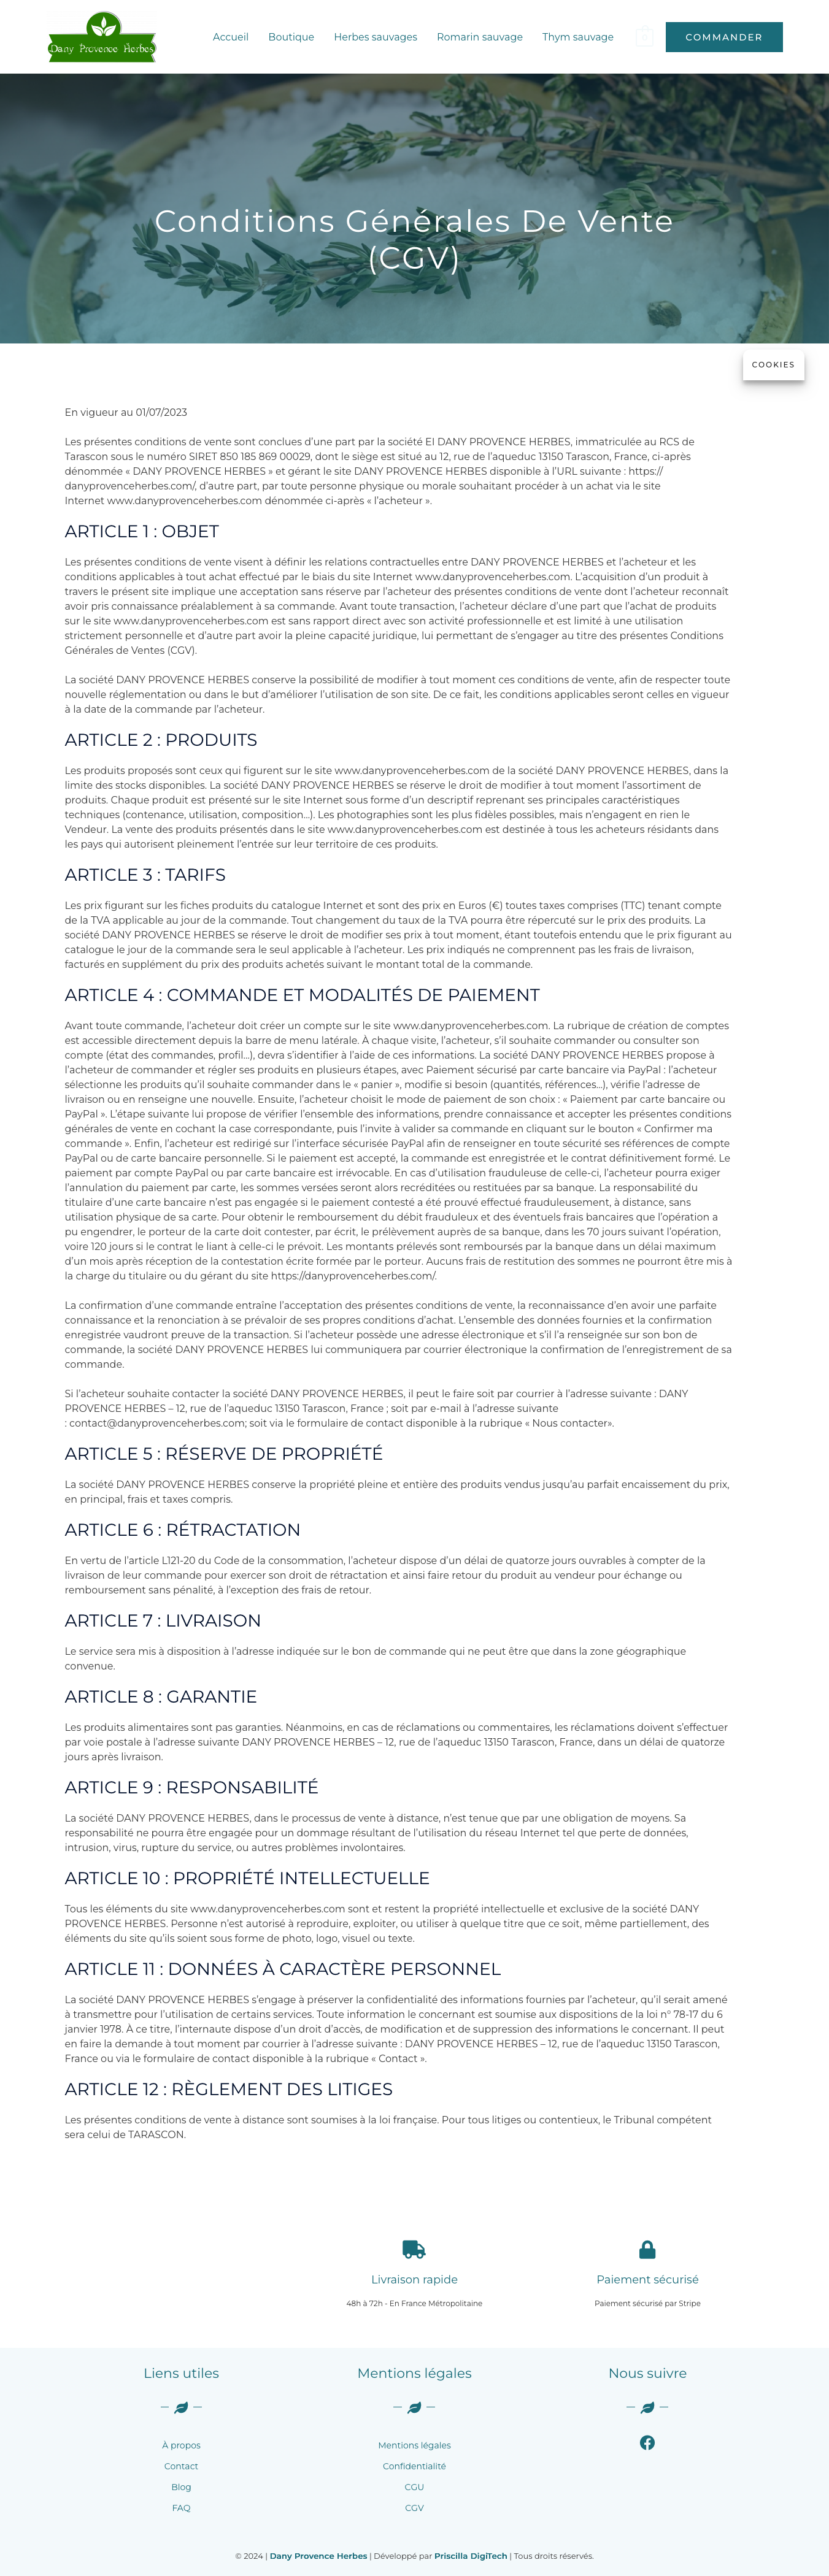 Dany Provence Herbes
Accueil
Boutique
Herbes sauvages
Romarin sauvage
Thym sauvage
COMMANDER
Conditions Générales De Vente
(CGV)
COOKIES
En vigueur au 01/07/2023
Les présentes conditions de vente sont conclues d’une part par la société EI DANY PROVENCE HERBES, immatriculée au RCS de
Tarascon sous le numéro SIRET 850 185 869 00029, dont le siège est situé au 12, rue de l’aqueduc 13150 Tarascon, France, ci-après
dénommée « DANY PROVENCE HERBES » et gérant le site DANY PROVENCE HERBES disponible à l’URL suivante : https://
danyprovenceherbes.com/, d’autre part, par toute personne physique ou morale souhaitant procéder à un achat via le site
Internet www.danyprovenceherbes.com dénommée ci-après « l’acheteur ».
ARTICLE 1 : OBJET
Les présentes conditions de vente visent à définir les relations contractuelles entre DANY PROVENCE HERBES et l’acheteur et les
conditions applicables à tout achat effectué par le biais du site Internet www.danyprovenceherbes.com. L’acquisition d’un produit à
travers le présent site implique une acceptation sans réserve par l’acheteur des présentes conditions de vente dont l’acheteur reconnaît
avoir pris connaissance préalablement à sa commande. Avant toute transaction, l’acheteur déclare d’une part que l’achat de produits
sur le site www.danyprovenceherbes.com est sans rapport direct avec son activité professionnelle et est limité à une utilisation
strictement personnelle et d’autre part avoir la pleine capacité juridique, lui permettant de s’engager au titre des présentes Conditions
Générales de Ventes (CGV).
La société DANY PROVENCE HERBES conserve la possibilité de modifier à tout moment ces conditions de vente, afin de respecter toute
nouvelle réglementation ou dans le but d’améliorer l’utilisation de son site. De ce fait, les conditions applicables seront celles en vigueur
à la date de la commande par l’acheteur.
ARTICLE 2 : PRODUITS
Les produits proposés sont ceux qui figurent sur le site www.danyprovenceherbes.com de la société DANY PROVENCE HERBES, dans la
limite des stocks disponibles. La société DANY PROVENCE HERBES se réserve le droit de modifier à tout moment l’assortiment de
produits. Chaque produit est présenté sur le site Internet sous forme d’un descriptif reprenant ses principales caractéristiques
techniques (contenance, utilisation, composition…). Les photographies sont les plus fidèles possibles, mais n’engagent en rien le
Vendeur. La vente des produits présentés dans le site www.danyprovenceherbes.com est destinée à tous les acheteurs résidants dans
les pays qui autorisent pleinement l’entrée sur leur territoire de ces produits.
ARTICLE 3 : TARIFS
Les prix figurant sur les fiches produits du catalogue Internet et sont des prix en Euros (€) toutes taxes comprises (TTC) tenant compte
de la TVA applicable au jour de la commande. Tout changement du taux de la TVA pourra être répercuté sur le prix des produits. La
société DANY PROVENCE HERBES se réserve le droit de modifier ses prix à tout moment, étant toutefois entendu que le prix figurant au
catalogue le jour de la commande sera le seul applicable à l’acheteur. Les prix indiqués ne comprennent pas les frais de livraison,
facturés en supplément du prix des produits achetés suivant le montant total de la commande.
ARTICLE 4 : COMMANDE ET MODALITÉS DE PAIEMENT
Avant toute commande, l’acheteur doit créer un compte sur le site www.danyprovenceherbes.com. La rubrique de création de comptes
est accessible directement depuis la barre de menu latérale. À chaque visite, l’acheteur, s’il souhaite commander ou consulter son
compte (état des commandes, profil…), devra s’identifier à l’aide de ces informations. La société DANY PROVENCE HERBES propose à
l’acheteur de commander et régler ses produits en plusieurs étapes, avec Paiement sécurisé par carte bancaire via PayPal : l’acheteur
sélectionne les produits qu’il souhaite commander dans le « panier », modifie si besoin (quantités, références…), vérifie l’adresse de
livraison ou en renseigne une nouvelle. Ensuite, l’acheteur choisit le mode de paiement de son choix : « Paiement par carte bancaire ou
PayPal ». L’étape suivante lui propose de vérifier l’ensemble des informations, prendre connaissance et accepter les présentes conditions
générales de vente en cochant la case correspondante, puis l’invite à valider sa commande en cliquant sur le bouton « Confirmer ma
commande ». Enfin, l’acheteur est redirigé sur l’interface sécurisée PayPal afin de renseigner en toute sécurité ses références de compte
PayPal ou de carte bancaire personnelle. Si le paiement est accepté, la commande est enregistrée et le contrat définitivement formé. Le
paiement par compte PayPal ou par carte bancaire est irrévocable. En cas d’utilisation frauduleuse de celle-ci, l’acheteur pourra exiger
l’annulation du paiement par carte, les sommes versées seront alors recréditées ou restituées par sa banque. La responsabilité du
titulaire d’une carte bancaire n’est pas engagée si le paiement contesté a été prouvé effectué frauduleusement, à distance, sans
utilisation physique de sa carte. Pour obtenir le remboursement du débit frauduleux et des éventuels frais bancaires que l’opération a
pu engendrer, le porteur de la carte doit contester, par écrit, le prélèvement auprès de sa banque, dans les 70 jours suivant l’opération,
voire 120 jours si le contrat le liant à celle-ci le prévoit. Les montants prélevés sont remboursés par la banque dans un délai maximum
d’un mois après réception de la contestation écrite formée par le porteur. Aucuns frais de restitution des sommes ne pourront être mis à
la charge du titulaire ou du gérant du site https://danyprovenceherbes.com/.
La confirmation d’une commande entraîne l’acceptation des présentes conditions de vente, la reconnaissance d’en avoir une parfaite
connaissance et la renonciation à se prévaloir de ses propres conditions d’achat. L’ensemble des données fournies et la confirmation
enregistrée vaudront preuve de la transaction. Si l’acheteur possède une adresse électronique et s’il l’a renseignée sur son bon de
commande, la société DANY PROVENCE HERBES lui communiquera par courrier électronique la confirmation de l’enregistrement de sa
commande.
Si l’acheteur souhaite contacter la société DANY PROVENCE HERBES, il peut le faire soit par courrier à l’adresse suivante : DANY
PROVENCE HERBES – 12, rue de l’aqueduc 13150 Tarascon, France ; soit par e-mail à l’adresse suivante
: contact@danyprovenceherbes.com; soit via le formulaire de contact disponible à la rubrique « Nous contacter».
ARTICLE 5 : RÉSERVE DE PROPRIÉTÉ
La société DANY PROVENCE HERBES conserve la propriété pleine et entière des produits vendus jusqu’au parfait encaissement du prix,
en principal, frais et taxes compris.
ARTICLE 6 : RÉTRACTATION
En vertu de l’article L121-20 du Code de la consommation, l’acheteur dispose d’un délai de quatorze jours ouvrables à compter de la
livraison de leur commande pour exercer son droit de rétractation et ainsi faire retour du produit au vendeur pour échange ou
remboursement sans pénalité, à l’exception des frais de retour.
ARTICLE 7 : LIVRAISON
Le service sera mis à disposition à l’adresse indiquée sur le bon de commande qui ne peut être que dans la zone géographique
convenue.
ARTICLE 8 : GARANTIE
Les produits alimentaires sont pas garanties. Néanmoins, en cas de réclamations ou commentaires, les réclamations doivent s’effectuer
par voie postale à l’adresse suivante DANY PROVENCE HERBES – 12, rue de l’aqueduc 13150 Tarascon, France, dans un délai de quatorze
jours après livraison.
ARTICLE 9 : RESPONSABILITÉ
La société DANY PROVENCE HERBES, dans le processus de vente à distance, n’est tenue que par une obligation de moyens. Sa
responsabilité ne pourra être engagée pour un dommage résultant de l’utilisation du réseau Internet tel que perte de données,
intrusion, virus, rupture du service, ou autres problèmes involontaires.
ARTICLE 10 : PROPRIÉTÉ INTELLECTUELLE
Tous les éléments du site www.danyprovenceherbes.com sont et restent la propriété intellectuelle et exclusive de la société DANY
PROVENCE HERBES. Personne n’est autorisé à reproduire, exploiter, ou utiliser à quelque titre que ce soit, même partiellement, des
éléments du site qu’ils soient sous forme de photo, logo, visuel ou texte.
ARTICLE 11 : DONNÉES À CARACTÈRE PERSONNEL
La société DANY PROVENCE HERBES s’engage à préserver la confidentialité des informations fournies par l’acheteur, qu’il serait amené
à transmettre pour l’utilisation de certains services. Toute information le concernant est soumise aux dispositions de la loi n° 78-17 du 6
janvier 1978. À ce titre, l’internaute dispose d’un droit d’accès, de modification et de suppression des informations le concernant. Il peut
en faire la demande à tout moment par courrier à l’adresse suivante : DANY PROVENCE HERBES – 12, rue de l’aqueduc 13150 Tarascon,
France ou via le formulaire de contact disponible à la rubrique « Contact ».
ARTICLE 12 : RÈGLEMENT DES LITIGES
Les présentes conditions de vente à distance sont soumises à la loi française. Pour tous litiges ou contentieux, le Tribunal compétent
sera celui de TARASCON.
Livraison rapide
48h à 72h - En France Métropolitaine
Paiement sécurisé
Paiement sécurisé par Stripe
Liens utiles
À propos
Contact
Blog
FAQ
Mentions légales
Mentions légales
Confidentialité
CGU
CGV
Nous suivre
© 2024 | Dany Provence Herbes | Développé par Priscilla DigiTech | Tous droits réservés.